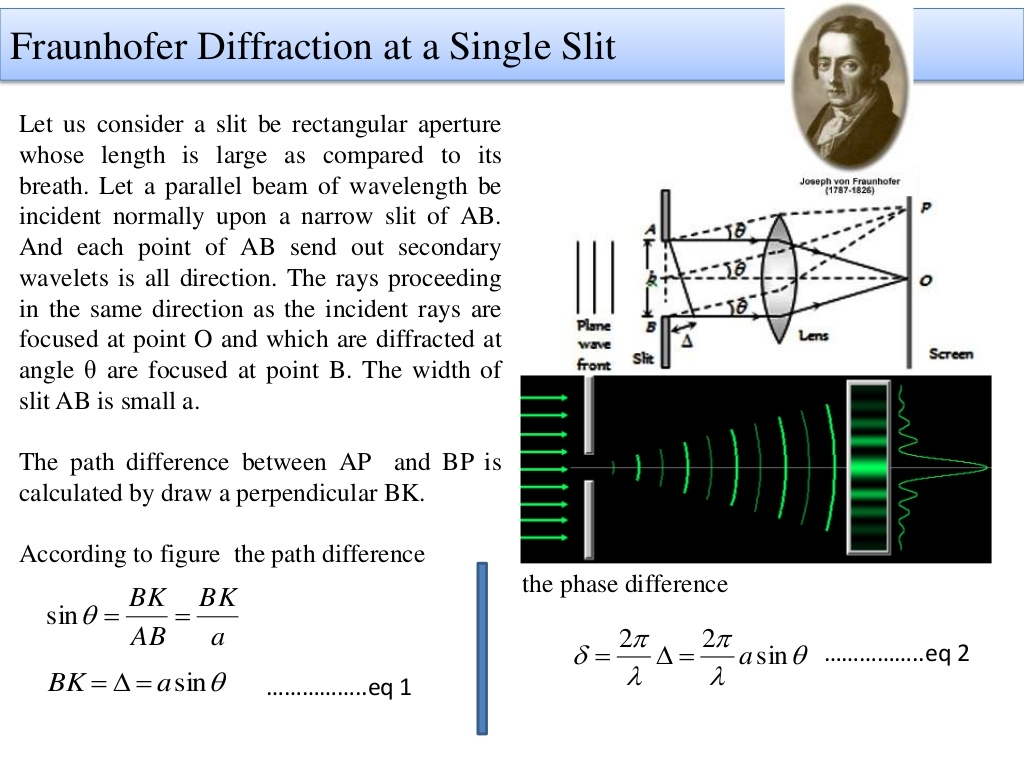 Fraunhofer Diffraction at a Single Slit
Let us consider a slit be rectangular aperture
whose length is large as compared to its
breath. Let a parallel beam of wavelength be
incident normally upon a narrow slit of AB.
And each point of AB send out secondary
wavelets is all direction. The rays proceeding
in the same direction as the incident rays are
focused at point O and which are diffracted at
angle θ are focused at point B. The width of
slit AB is small a.
The path difference between AP and BP is
calculated by draw a perpendicular BK.
According to figure the path difference
sin θ = BK/AB = BK/a
BK = Δ = a sin θ ……………..eq 1
Joseph von Fraunhofer
(1787-1826)
A
θ
P
θ
O
θ
B
Δ
Plane
wave
front
Slit
Lens
Screen
the phase difference
δ = 2π/λ Δ = 2π/λ a sin θ ……………..eq 2